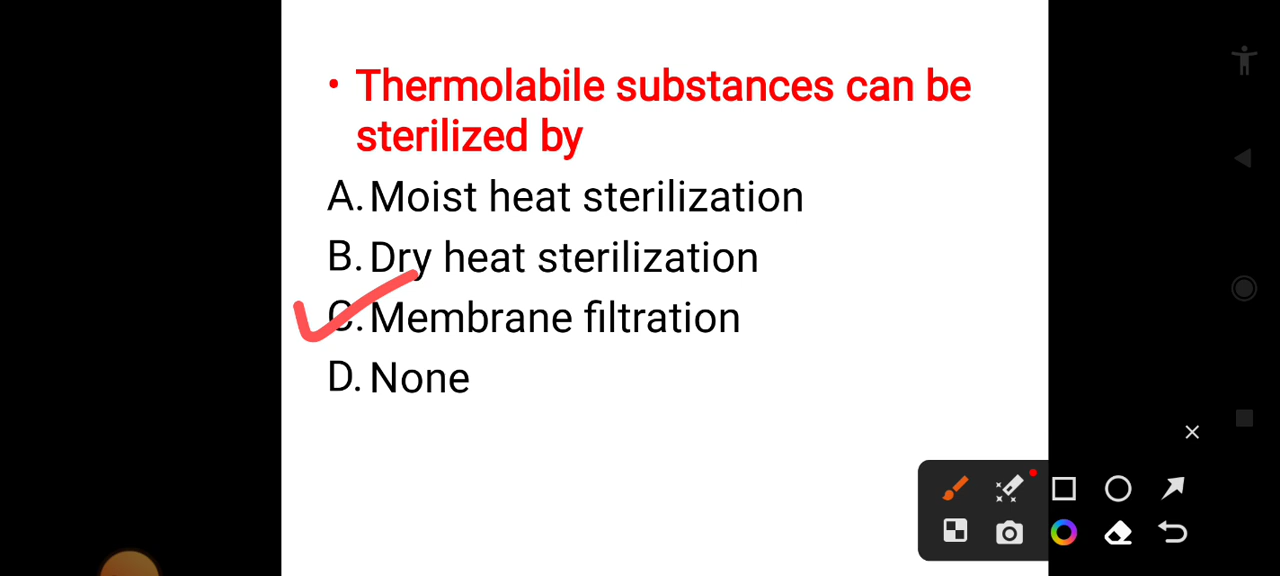 • Thermolabile substances can be
sterilized by
A. Moist heat sterilization
B. Dry heat sterilization
C. Membrane filtration
D. None